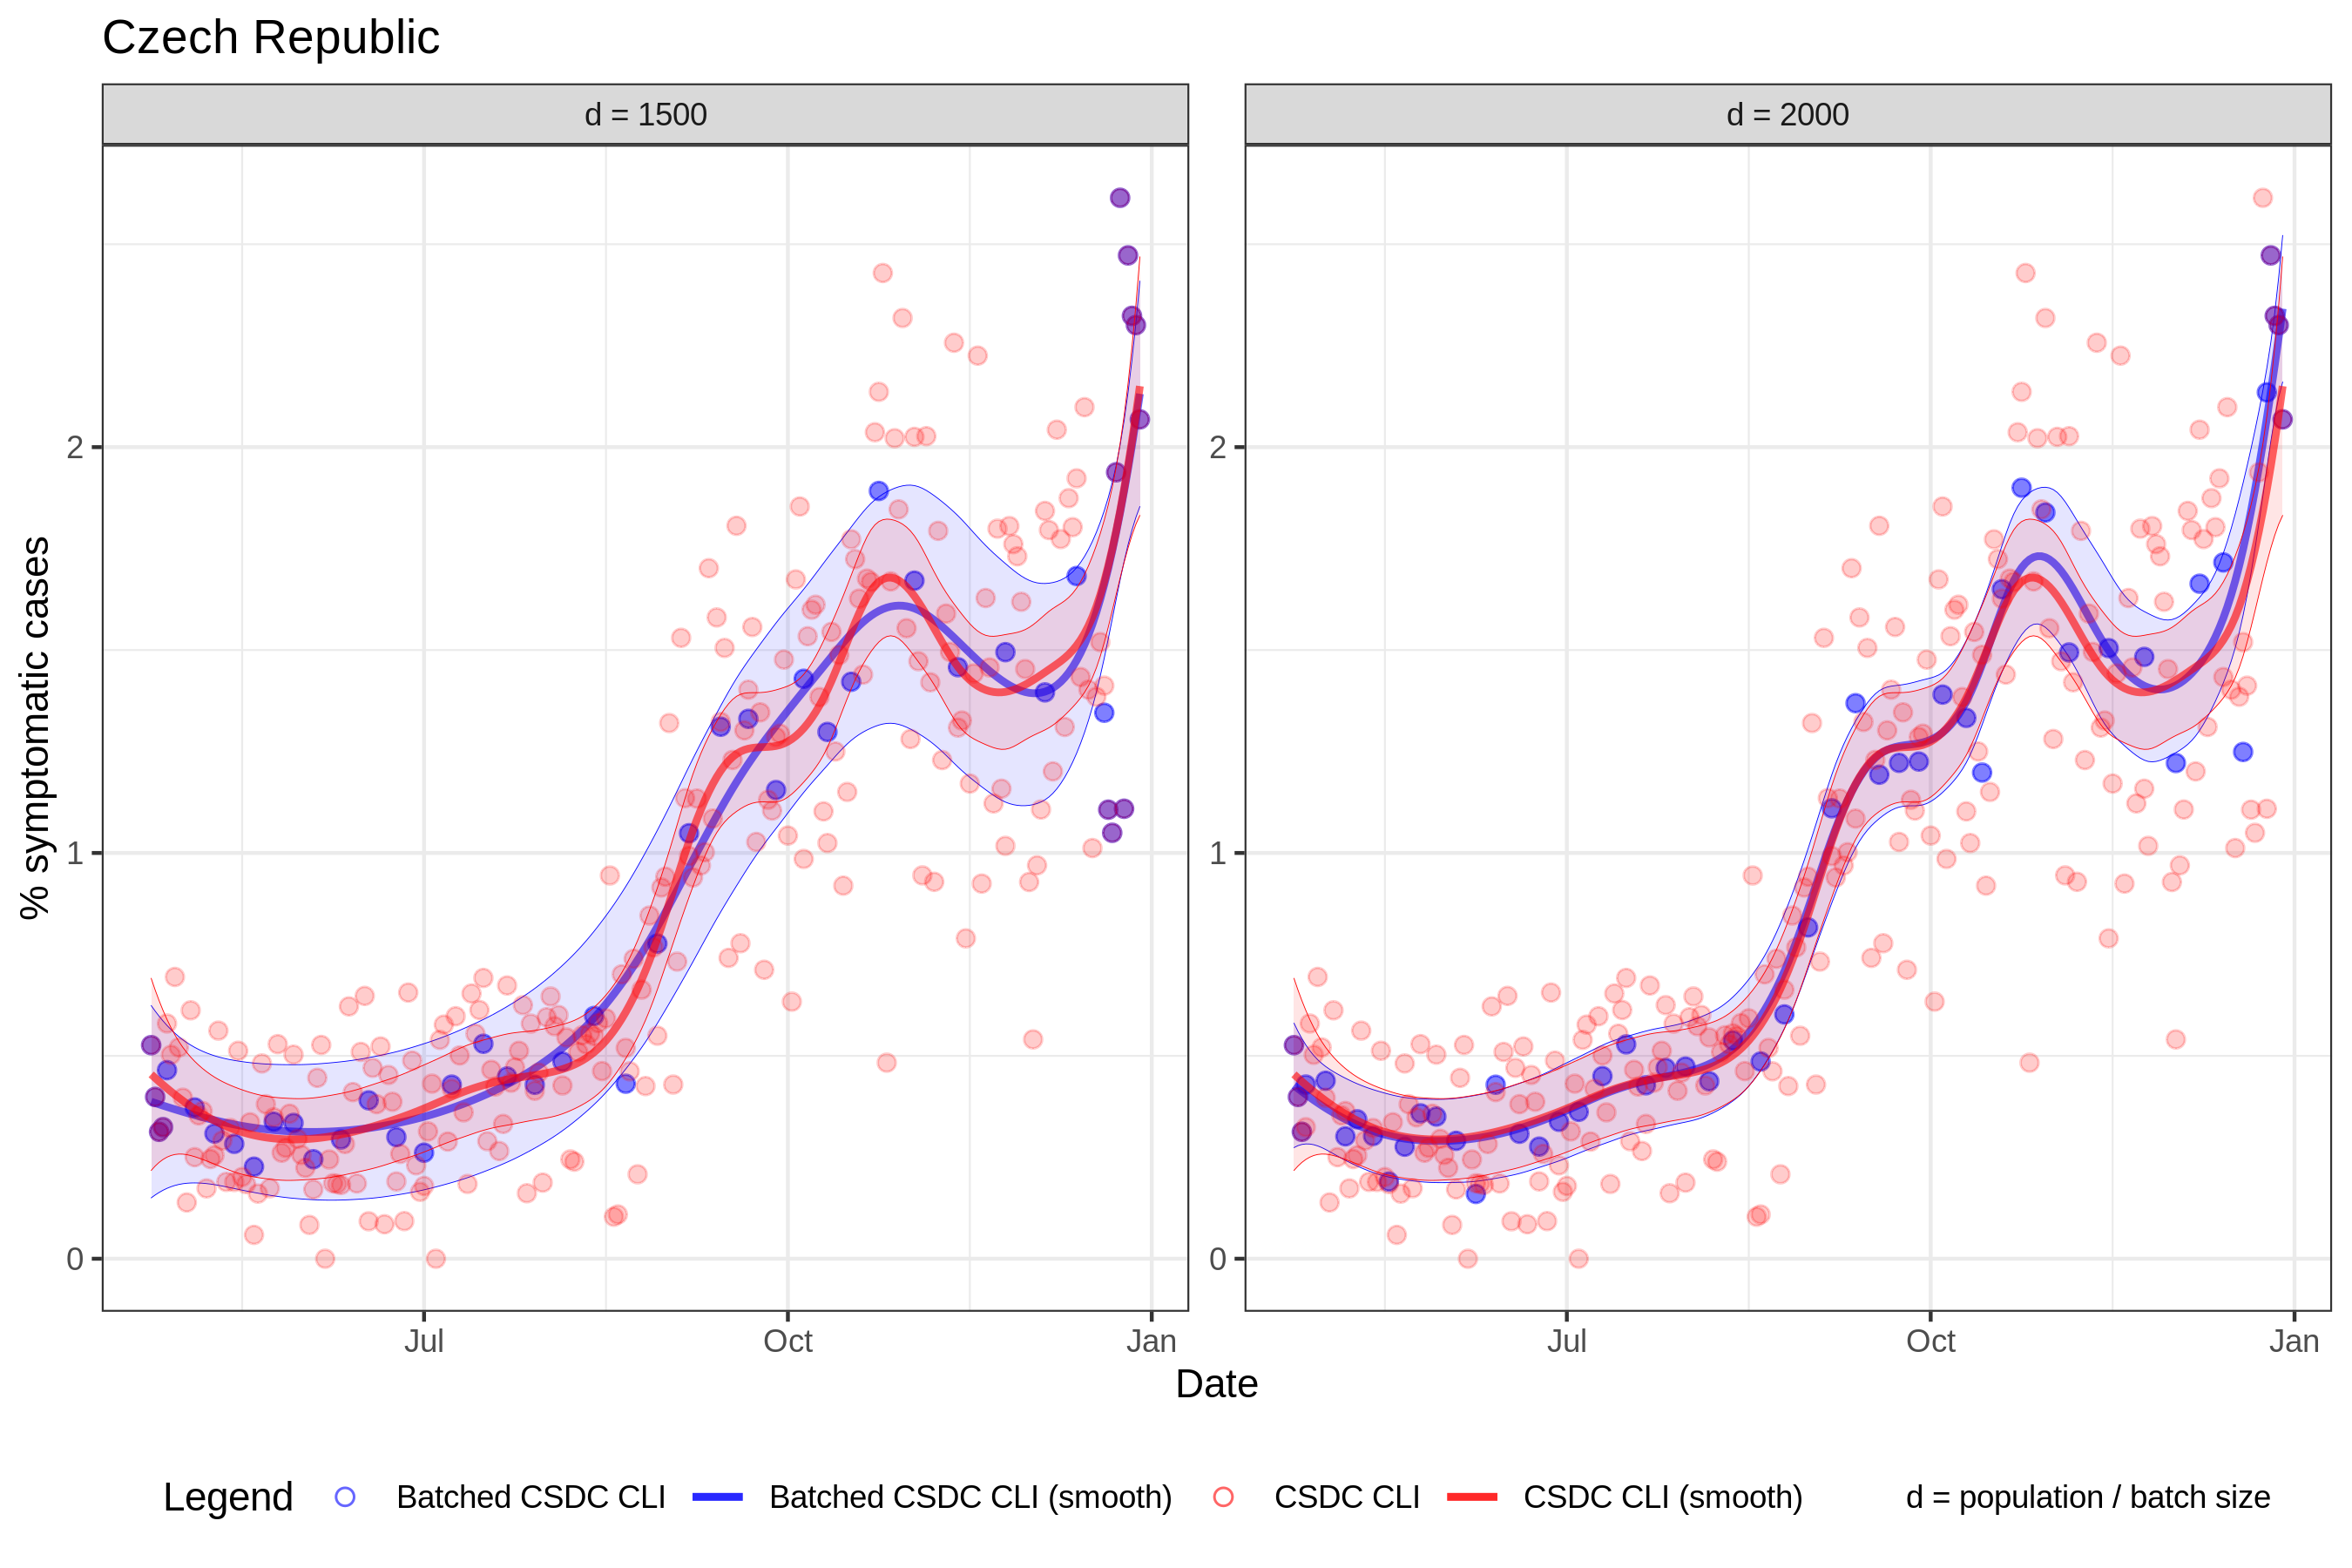 Czech Republic
d = 1500
d = 2000
% symptomatic cases
2
1
0
2
1
0
Jul
Oct
Jan
Jul
Oct
Jan
Date
Legend
Batched CSDC CLI
Batched CSDC CLI (smooth)
CSDC CLI
CSDC CLI (smooth)
d = population / batch size